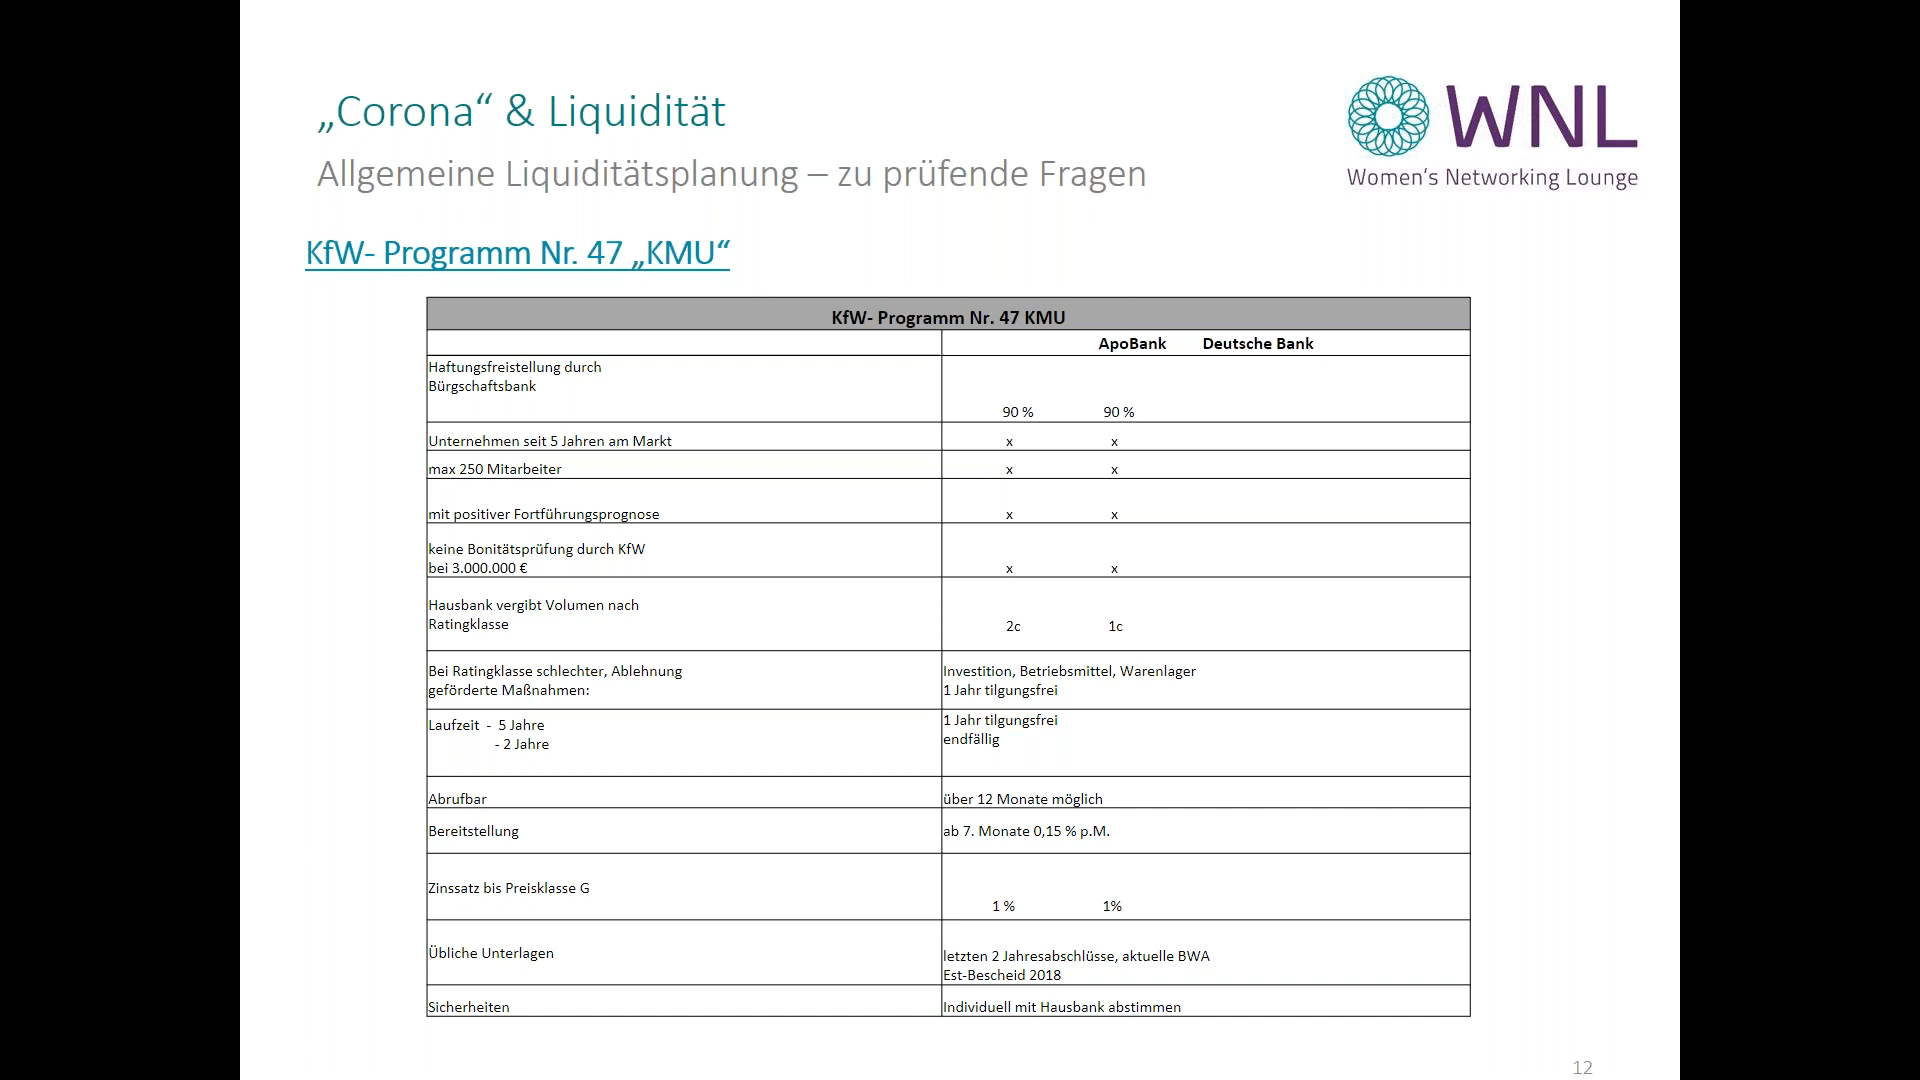 „Corona“ & Liquidität
WNL
Women's Networking Lounge
Allgemeine Liquiditätsplanung – zu prüfende Fragen
KfW- Programm Nr. 47 „KMU“
KfW- Programm Nr. 47 KMU
ApoBank Deutsche Bank
Haftungsfreistellung durch
Bürgschaftsbank
90 % 90 %
Unternehmen seit 5 Jahren am Markt x x
max 250 Mitarbeiter x x
mit positiver Fortführungsprognose x x
keine Bonitätsprüfung durch KfW
bei 3.000.000 € x x
Hausbank vergibt Volumen nach
Ratingklasse 2c 1c
Bei Ratingklasse schlechter, Ablehnung Investition, Betriebsmittel, Warenlager
geförderte Maßnahmen: 1 Jahr tilgungsfrei
Laufzeit - 5 Jahre 1 Jahr tilgungsfrei
- 2 Jahre endfällig
Abrufbar über 12 Monate möglich
Bereitstellung ab 7. Monate 0,15 % p.M.
Zinssatz bis Preisklasse G
1 % 1%
Übliche Unterlagen letzten 2 Jahresabschlüsse, aktuelle BWA
Est-Bescheid 2018
Sicherheiten Individuell mit Hausbank abstimmen
12